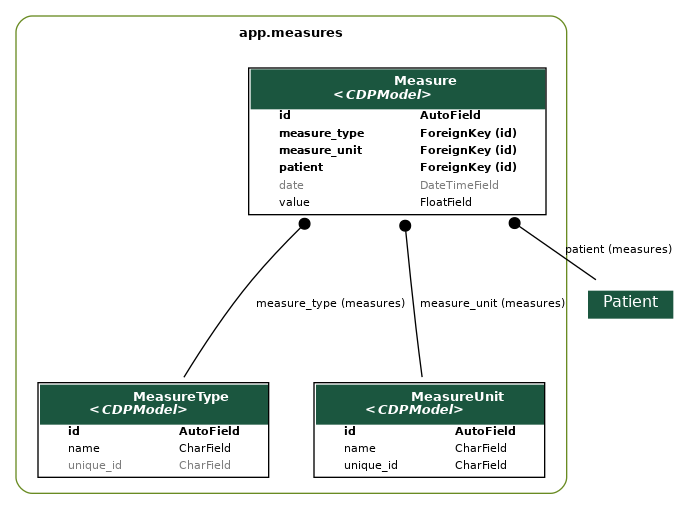 app.measures
Measure
<CDPModel>
id AutoField
measure_type ForeignKey (id)
measure_unit ForeignKey (id)
patient ForeignKey (id)
date DateTimeField
value FloatField
patient (measures)
Patient
measure_type (measures)
measure_unit (measures)
MeasureType
<CDPModel>
id AutoField
name CharField
unique_id CharField
MeasureUnit
<CDPModel>
id AutoField
name CharField
unique_id CharField